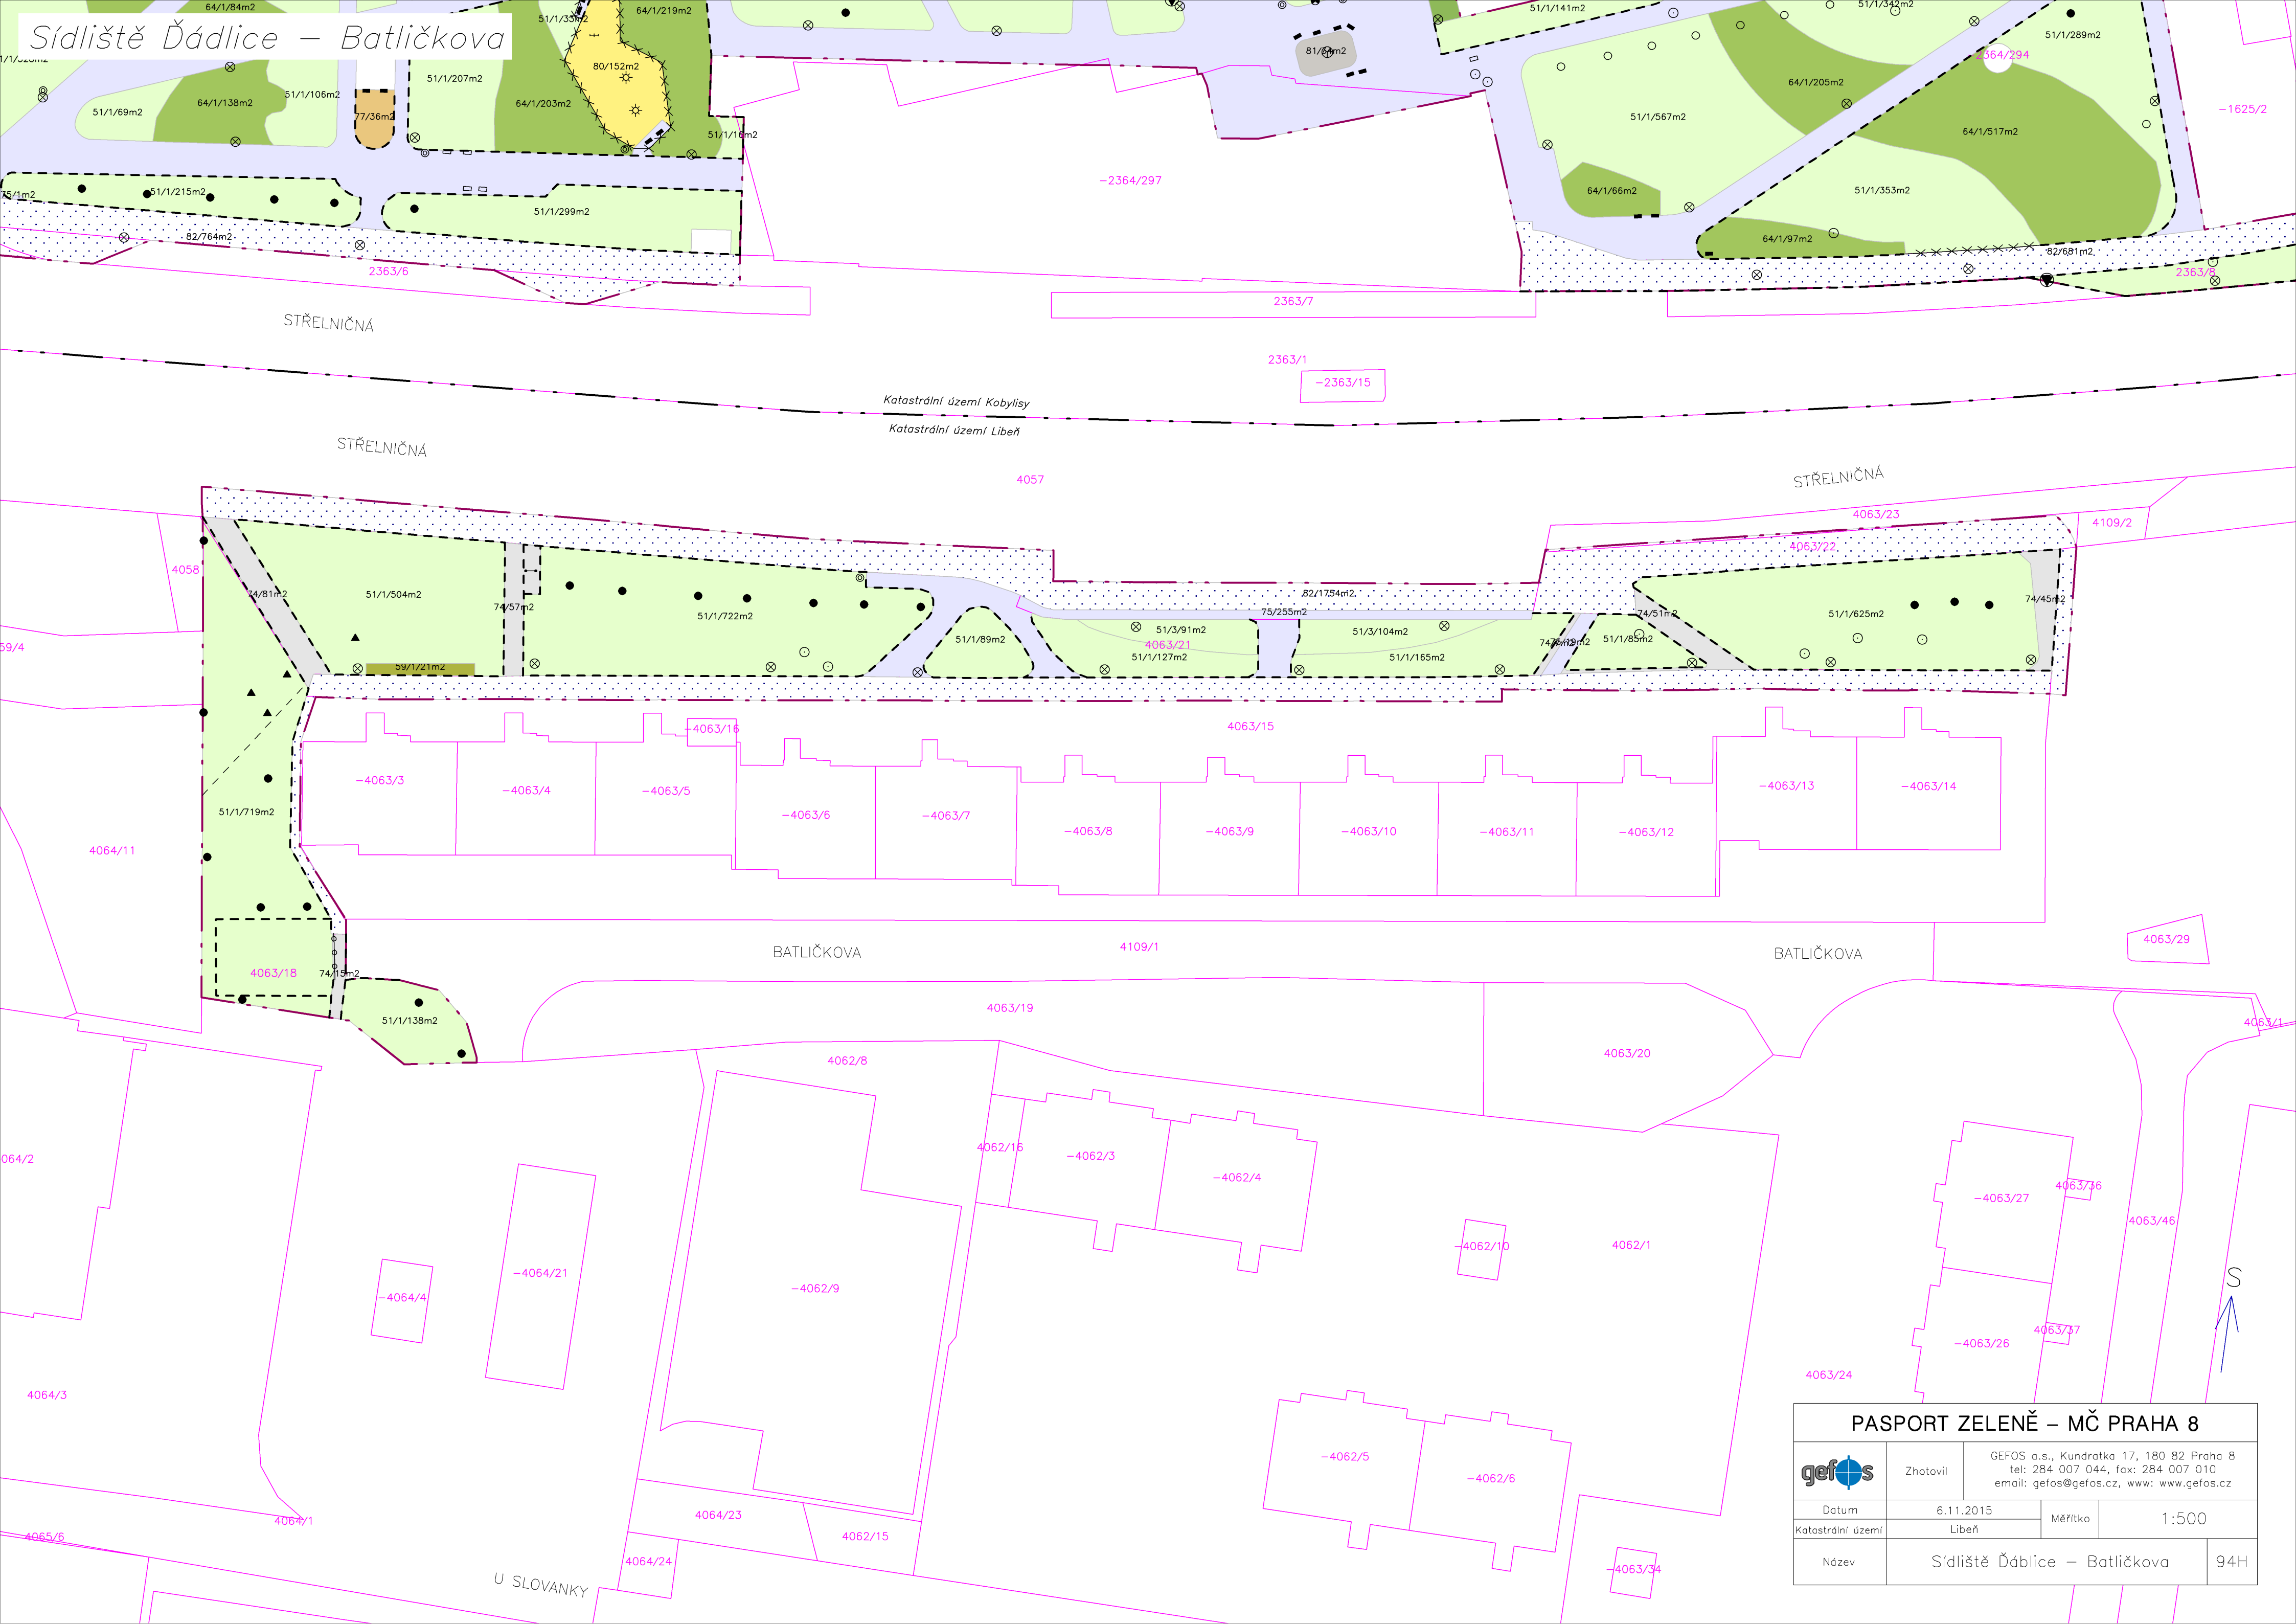 Sídliště Ďádlice – Batličkova
64/1/84m2
51/1/33m2
64/1/219m2
51/1/141m2
51/1/342m2
51/1/289m2
-2364/294
81/34m2
80/152m2
51/1/207m2
64/1/205m2
51/1/106m2
64/1/138m2
64/1/203m2
51/1/69m2
77/36m2
-1625/2
51/1/567m2
51/1/16m2
64/1/517m2
-2364/297
75/1m2
51/1/215m2
64/1/66m2
51/1/353m2
51/1/299m2
82/764m2
64/1/97m2
82/681m2
2363/6
2363/8
2363/7
STŘELNIČNÁ
2363/1
-2363/15
Katastrální území Kobylisy
Katastrální území Libeň
STŘELNIČNÁ
4057
STŘELNIČNÁ
4063/23
4109/2
4063/22
4058
74/81m2
51/1/504m2
74/57m2
82/1754m2
74/45m2
75/255m2
51/1/722m2
74/51m2
51/1/625m2
51/1/89m2
51/3/91m2
51/3/104m2
51/1/85m2
4063/21
59/4
51/1/127m2
51/1/165m2
59/1/21m2
-4063/16
4063/15
-4063/3
-4063/4
-4063/5
-4063/13
-4063/14
51/1/719m2
-4063/6
-4063/7
-4063/8
-4063/9
-4063/10
-4063/11
-4063/12
4064/11
BATLIČKOVA
4109/1
BATLIČKOVA
4063/29
4063/18
74/15m2
4063/19
51/1/138m2
4063/1
4062/8
4063/20
064/2
4062/16
-4062/3
-4062/4
4063/36
-4063/27
4063/46
-4062/10
4062/1
-4064/21
S
-4064/4
-4062/9
4063/37
-4063/26
4063/24
4064/3
-4062/5
-4062/6
4064/23
4064/1
4065/6
4062/15
4064/24
-4063/34
U SLOVANKY
PASPORT ZELENĚ – MČ PRAHA 8
gefos
Zhotovil
GEFOS a.s., Kundratka 17, 180 82 Praha 8
tel: 284 007 044, fax: 284 007 010
email: gefos@gefos.cz, www: www.gefos.cz
Datum
6.11.2015
Měřítko
1:500
Katastrální území
Libeň
Název
Sídliště Ďáblice – Batličkova
94H